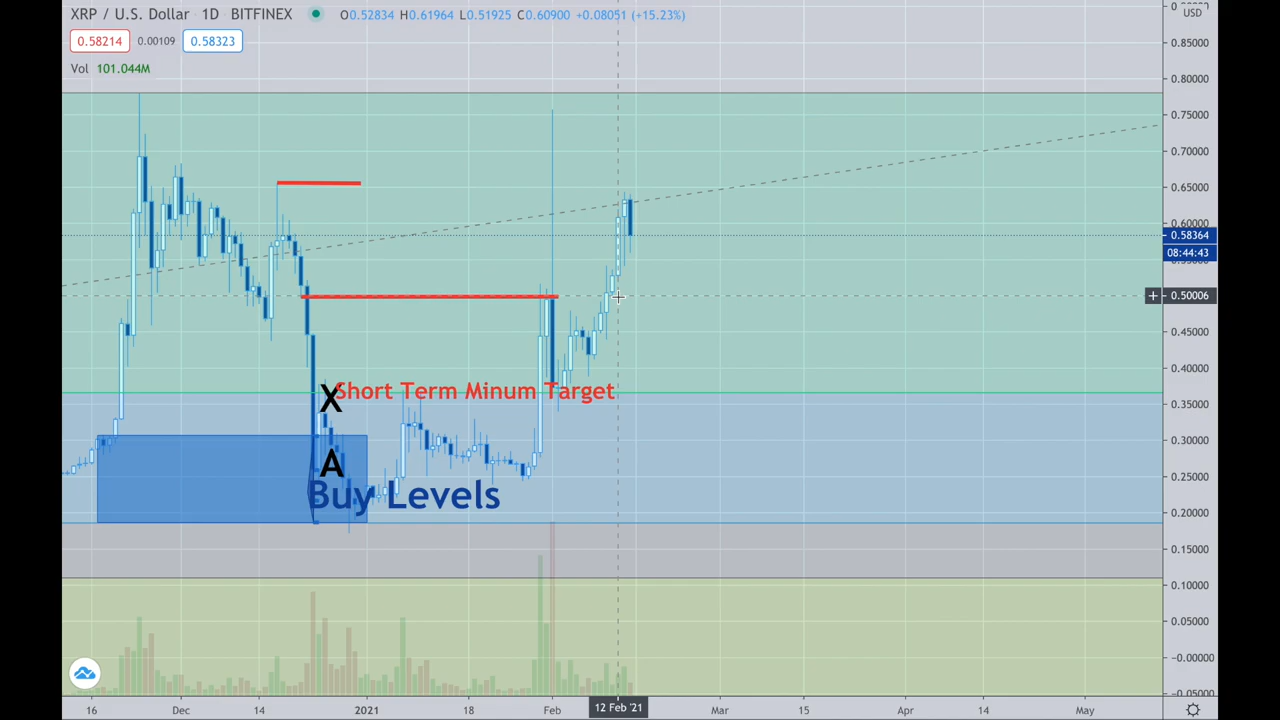 XRP / U.S. Dollar 1D BITFINEX O0.52834 H0.61964 L0.51925 C0.60900 +0.08051 (+15.23%)
USD
0.58214 0.00109 0.58323
Vol 101.044M
0.85000
0.80000
0.75000
0.70000
0.65000
0.60000
0.58364
08:44:43
0.50006
0.45000
0.40000
X
Short Term Minum Target
0.35000
0.30000
A
Buy Levels
0.25000
0.20000
0.15000
0.10000
0.05000
−0.00000
−0.05000
16 Dec 14 2021 18 Feb 12 Feb '21 Mar 15 Apr 14 May